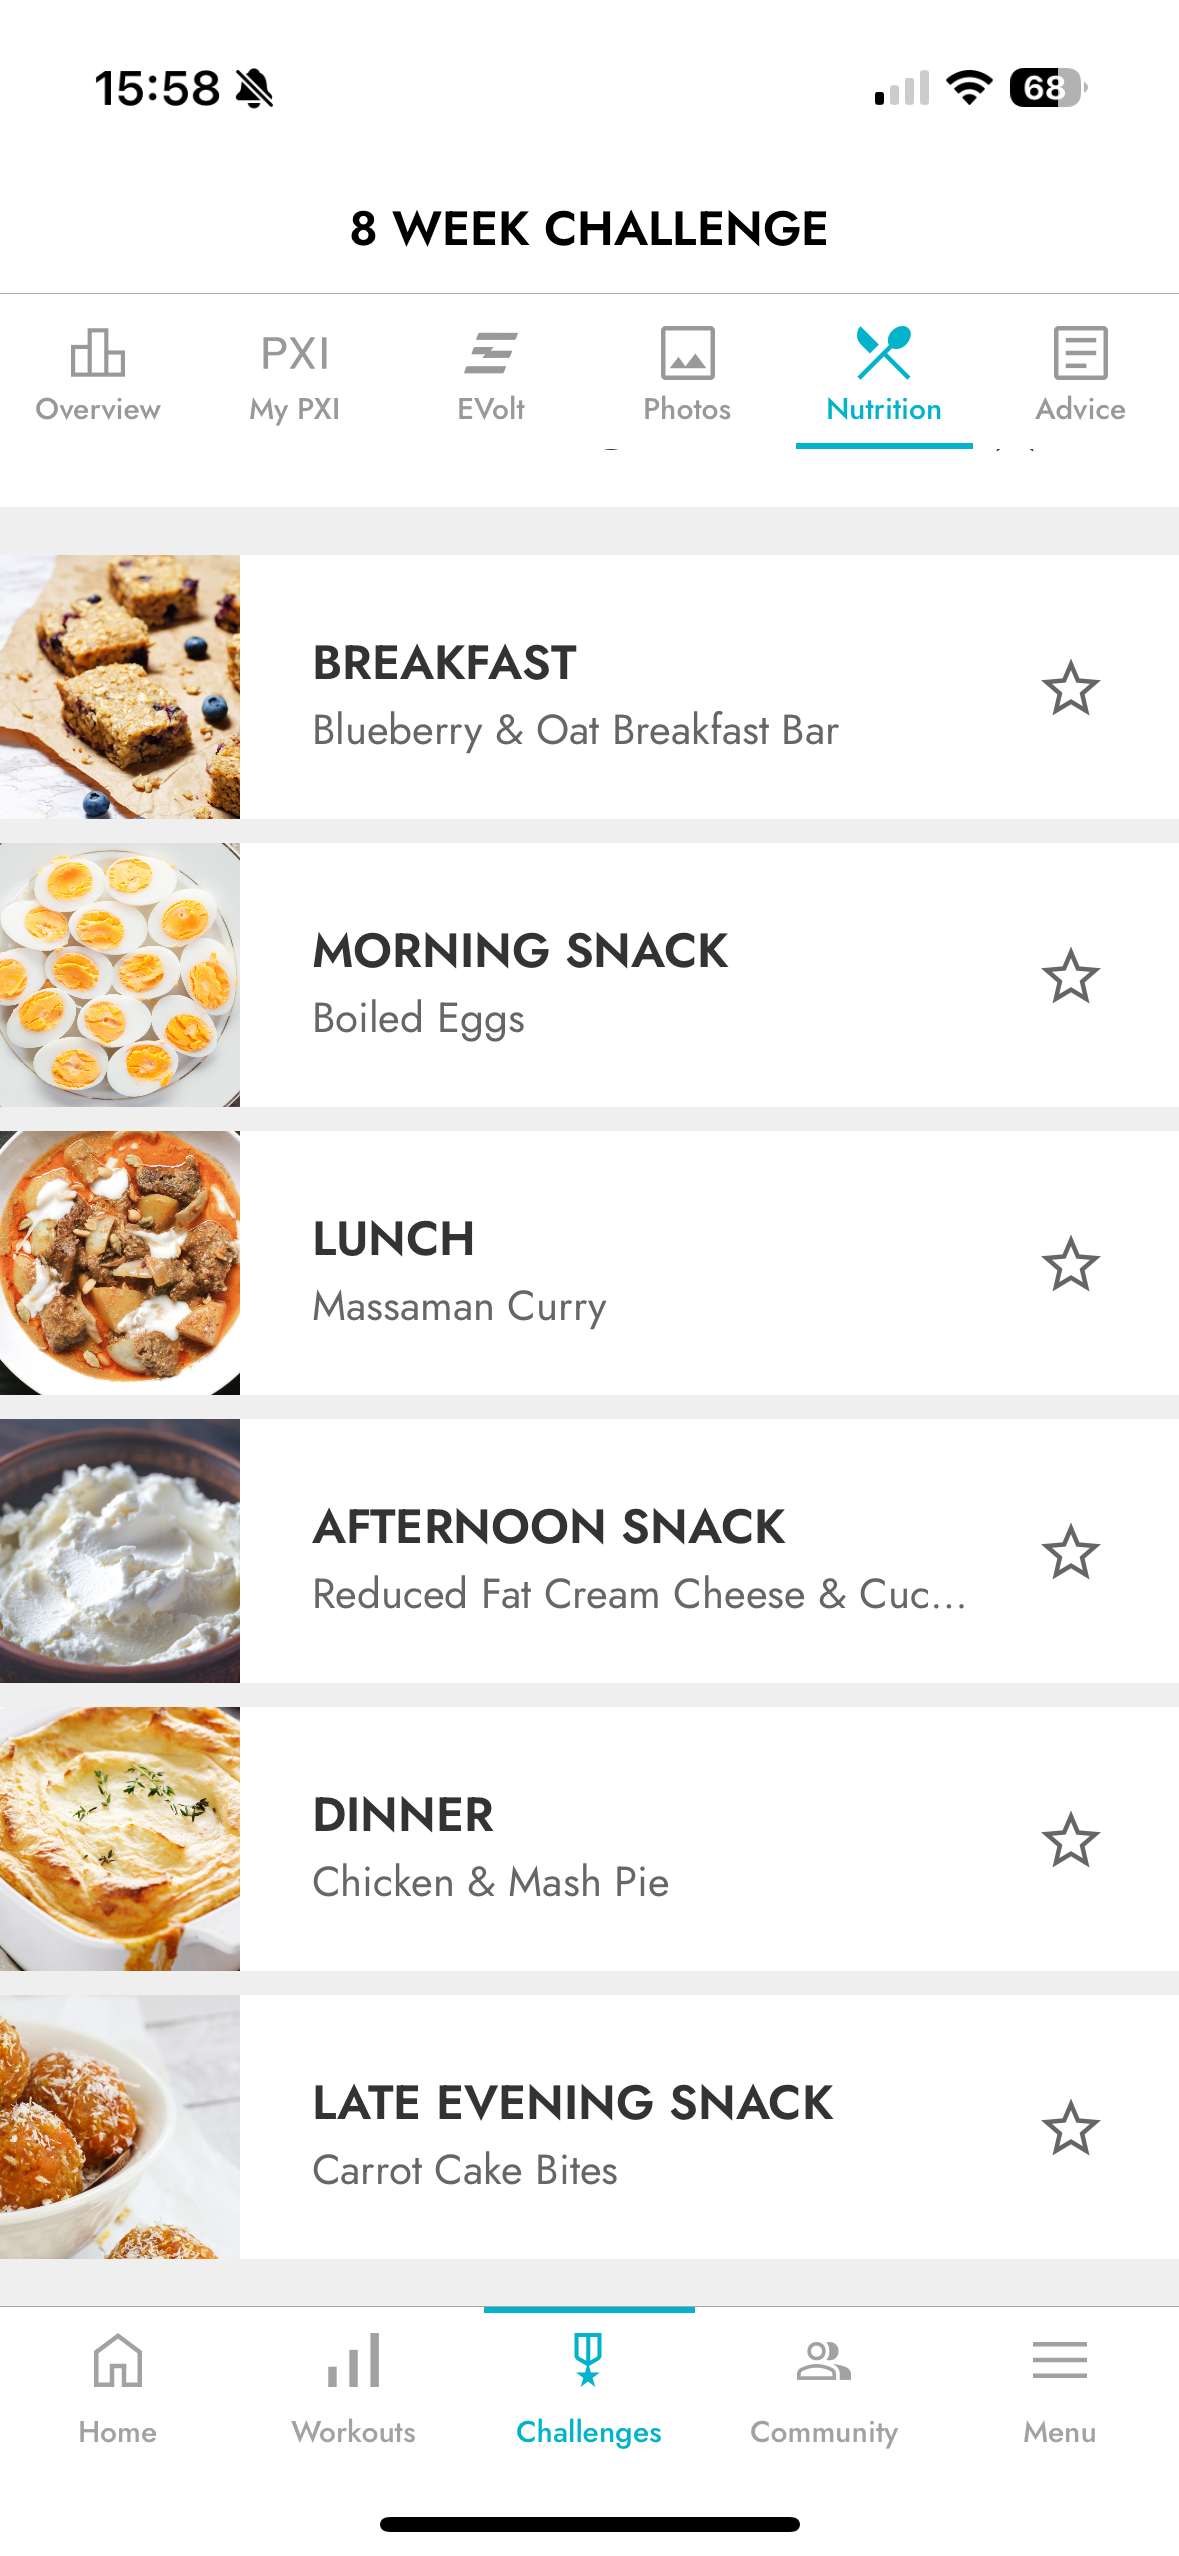 15:58
68
8 WEEK CHALLENGE
PXI
Overview My PXI EVolt Photos Nutrition Advice
BREAKFAST
Blueberry & Oat Breakfast Bar
MORNING SNACK
Boiled Eggs
LUNCH
Massaman Curry
AFTERNOON SNACK
Reduced Fat Cream Cheese & Cuc...
DINNER
Chicken & Mash Pie
LATE EVENING SNACK
Carrot Cake Bites
Home Workouts Challenges Community Menu